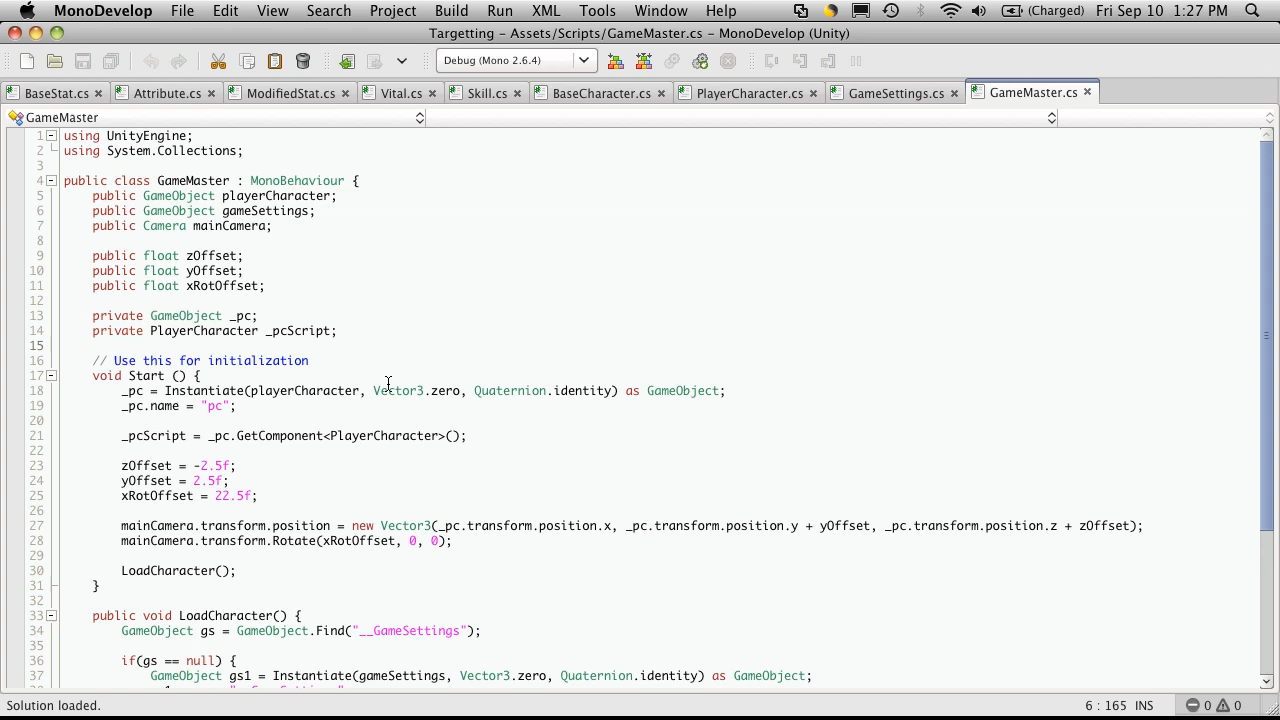 MonoDevelop File Edit View Search Project Build Run XML Tools Window Help (Charged) Fri Sep 10 1:27 PM
Targetting – Assets/Scripts/GameMaster.cs – MonoDevelop (Unity)
Debug (Mono 2.6.4)
BaseStat.cs Attribute.cs ModifiedStat.cs Vital.cs Skill.cs BaseCharacter.cs PlayerCharacter.cs GameSettings.cs GameMaster.cs
GameMaster
1 using UnityEngine;
2 using System.Collections;
3
4 public class GameMaster : MonoBehaviour {
5 public GameObject playerCharacter;
6 public GameObject gameSettings;
7 public Camera mainCamera;
8
9 public float zOffset;
10 public float yOffset;
11 public float xRotOffset;
12
13 private GameObject _pc;
14 private PlayerCharacter _pcScript;
15
16 // Use this for initialization
17 void Start () {
18 _pc = Instantiate(playerCharacter, Vector3.zero, Quaternion.identity) as GameObject;
19 _pc.name = "pc";
20
21 _pcScript = _pc.GetComponent<PlayerCharacter>();
22
23 zOffset = -2.5f;
24 yOffset = 2.5f;
25 xRotOffset = 22.5f;
26
27 mainCamera.transform.position = new Vector3(_pc.transform.position.x, _pc.transform.position.y + yOffset, _pc.transform.position.z + zOffset);
28 mainCamera.transform.Rotate(xRotOffset, 0, 0);
29
30 LoadCharacter();
31 }
32
33 public void LoadCharacter() {
34 GameObject gs = GameObject.Find("__GameSettings");
35
36 if(gs == null) {
37 GameObject gs1 = Instantiate(gameSettings, Vector3.zero, Quaternion.identity) as GameObject;
Solution loaded. 6 : 165 INS 0 0